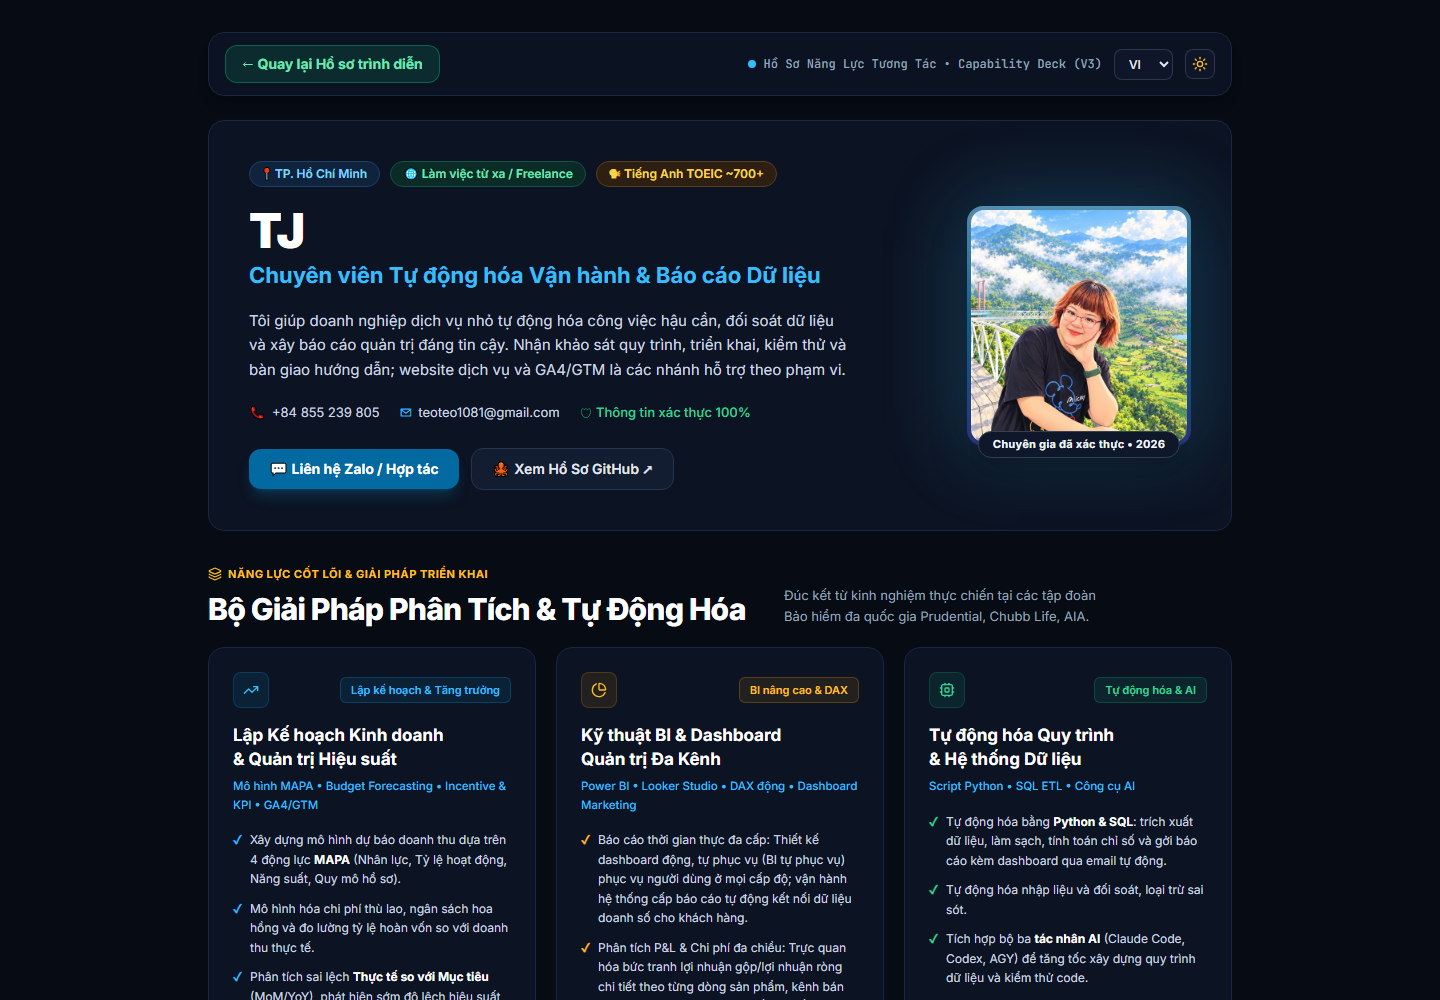 ← Quay lại Hồ sơ trình diễn
Hồ Sơ Năng Lực Tương Tác • Capability Deck (V3)
VI
TP. Hồ Chí Minh
Làm việc từ xa / Freelance
Tiếng Anh TOEIC ~700+
TJ
Chuyên viên Tự động hóa Vận hành & Báo cáo Dữ liệu
Tôi giúp doanh nghiệp dịch vụ nhỏ tự động hóa công việc hậu cần, đối soát dữ liệu
và xây báo cáo quản trị đáng tin cậy. Nhận khảo sát quy trình, triển khai, kiểm thử và
bàn giao hướng dẫn; website dịch vụ và GA4/GTM là các nhánh hỗ trợ theo phạm vi.
+84 855 239 805
teoteo1081@gmail.com
Thông tin xác thực 100%
Liên hệ Zalo / Hợp tác
Xem Hồ Sơ GitHub ↗
Chuyên gia đã xác thực • 2026
NĂNG LỰC CỐT LÕI & GIẢI PHÁP TRIỂN KHAI
Bộ Giải Pháp Phân Tích & Tự Động Hóa
Đúc kết từ kinh nghiệm thực chiến tại các tập đoàn
Bảo hiểm đa quốc gia Prudential, Chubb Life, AIA.
Lập kế hoạch & Tăng trưởng
Lập Kế hoạch Kinh doanh
& Quản trị Hiệu suất
Mô hình MAPA • Budget Forecasting • Incentive &
KPI • GA4/GTM
✓ Xây dựng mô hình dự báo doanh thu dựa trên
4 động lực MAPA (Nhân lực, Tỷ lệ hoạt động,
Năng suất, Quy mô hồ sơ).
✓ Mô hình hóa chi phí thù lao, ngân sách hoa
hồng và đo lường tỷ lệ hoàn vốn so với doanh
thu thực tế.
✓ Phân tích sai lệch Thực tế so với Mục tiêu
(MoM/YoY), phát hiện sớm độ lệch hiệu suất
BI nâng cao & DAX
Kỹ thuật BI & Dashboard
Quản trị Đa Kênh
Power BI • Looker Studio • DAX động • Dashboard
Marketing
✓ Báo cáo thời gian thực đa cấp: Thiết kế
dashboard động, tự phục vụ (BI tự phục vụ)
phục vụ người dùng ở mọi cấp độ; vận hành
hệ thống cấp báo cáo tự động kết nối dữ liệu
doanh số cho khách hàng.
✓ Phân tích P&L & Chi phí đa chiều: Trực quan
hóa bức tranh lợi nhuận gộp/lợi nhuận ròng
chi tiết theo từng dòng sản phẩm, kênh bán
Tự động hóa & AI
Tự động hóa Quy trình
& Hệ thống Dữ liệu
Script Python • SQL ETL • Công cụ AI
✓ Tự động hóa bằng Python & SQL: trích xuất
dữ liệu, làm sạch, tính toán chỉ số và gởi báo
cáo kèm dashboard qua email tự động.
✓ Tự động hóa nhập liệu và đối soát, loại trừ sai
sót.
✓ Tích hợp bộ ba tác nhân AI (Claude Code,
Codex, AGY) để tăng tốc xây dựng quy trình
dữ liệu và kiểm thử code.